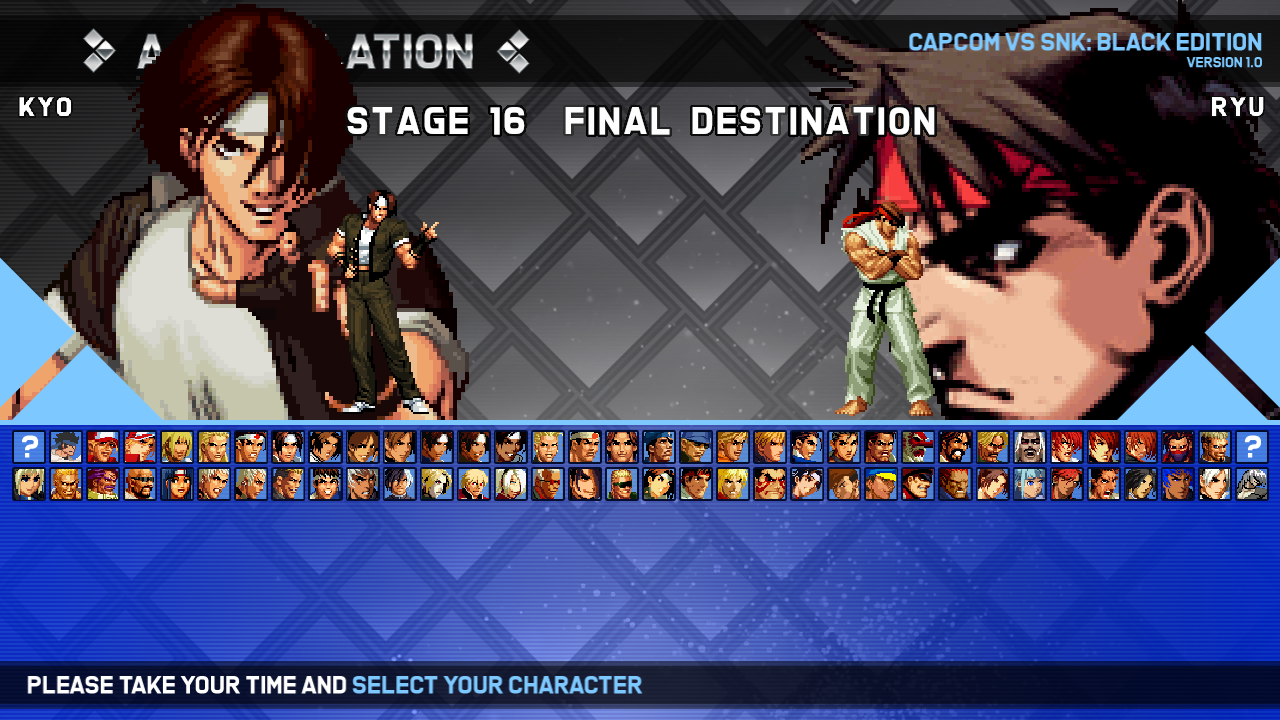 CAPCOM VS SNK: BLACK EDITION
VERSION 1.0
KYO
RYU
STAGE 16 FINAL DESTINATION
?
?
PLEASE TAKE YOUR TIME AND SELECT YOUR CHARACTER